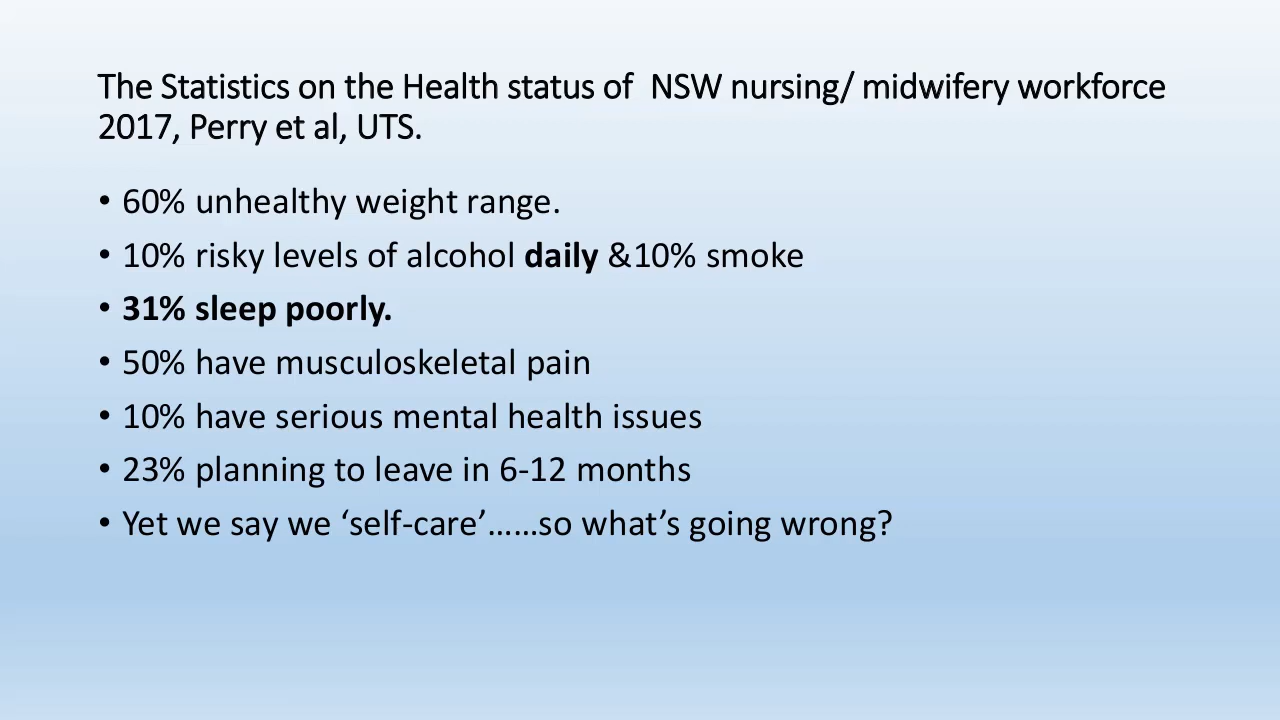 The Statistics on the Health status of  NSW nursing/ midwifery workforce
2017, Perry et al, UTS.
• 60% unhealthy weight range.
• 10% risky levels of alcohol daily &10% smoke
• 31% sleep poorly.
• 50% have musculoskeletal pain
• 10% have serious mental health issues
• 23% planning to leave in 6-12 months
• Yet we say we ‘self-care’……so what’s going wrong?